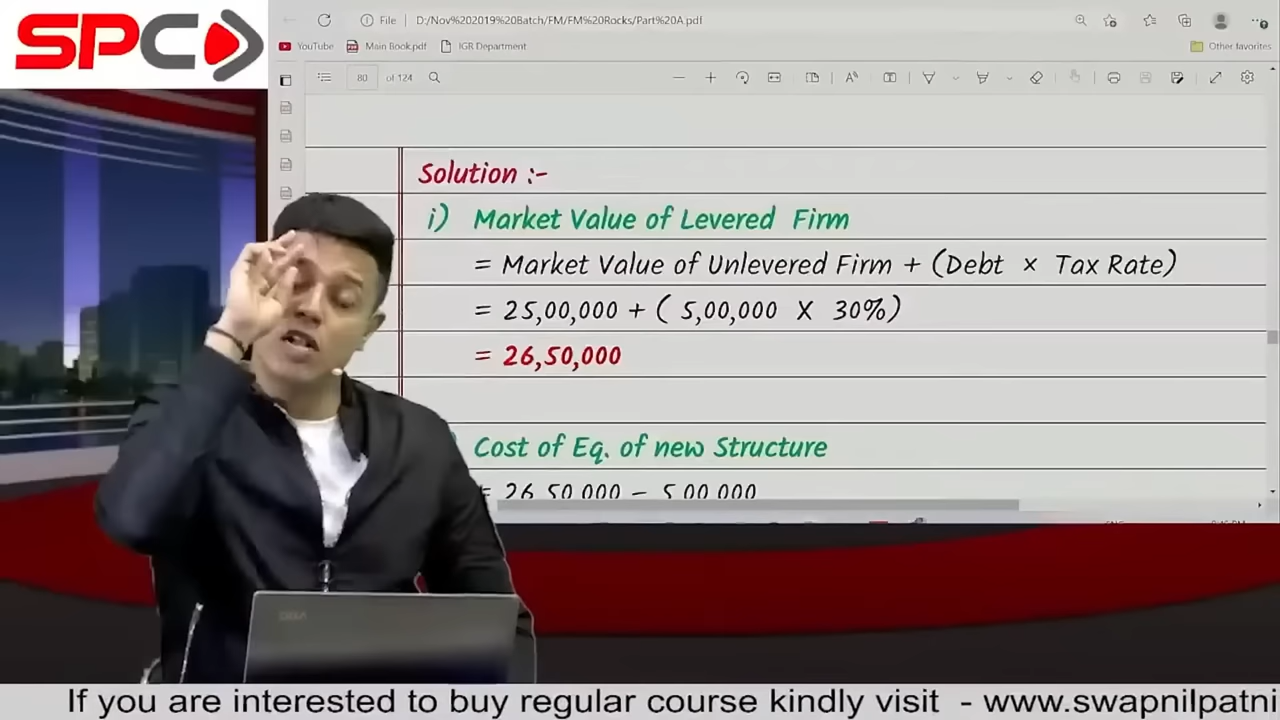 SPC
File D:/Nov%202019%20Batch/FM/FM%20Rocks/Part%20A.pdf
YouTube Main Book.pdf IGR Department Other favorites
80 of 124
Solution :-
i) Market Value of Levered Firm
= Market Value of Unlevered Firm + (Debt × Tax Rate)
= 25,00,000 + ( 5,00,000 X 30%)
= 26,50,000
) Cost of Eq. of new Structure
= 26,50,000 – 5,00,000
If you are interested to buy regular course kindly visit - www.swapnilpatni